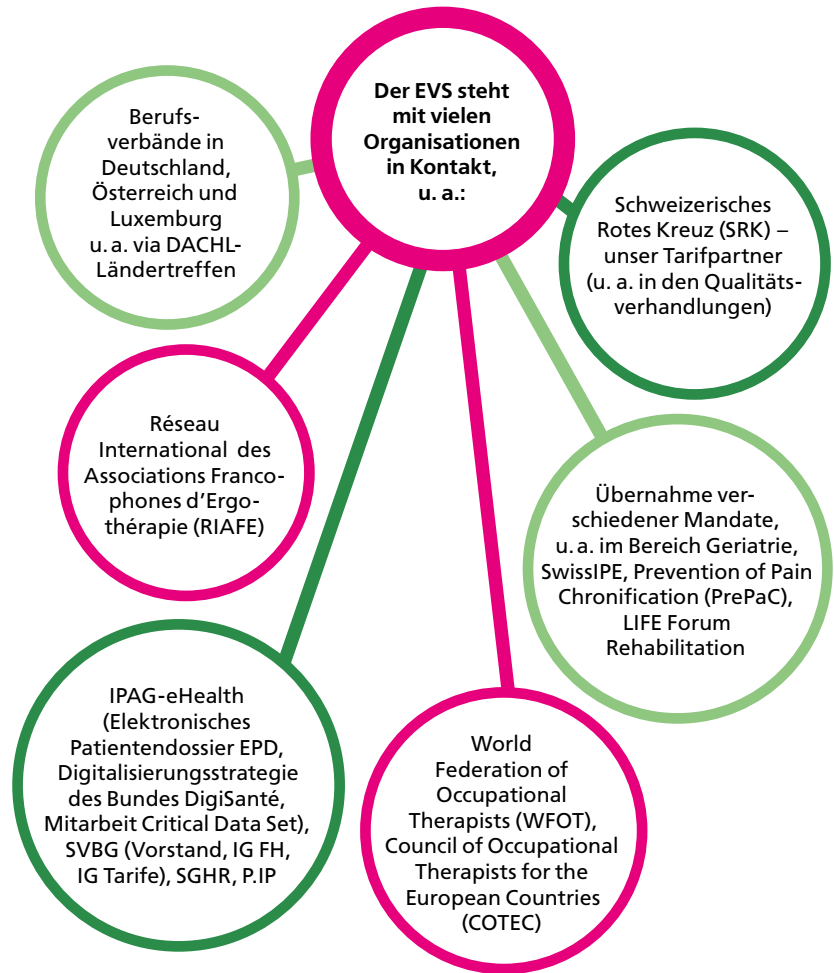 Der EVS steht
mit vielen
Organisationen
in Kontakt,
u. a.:
Berufs-
verbände in
Deutschland,
Österreich und
Luxemburg
u. a. via DACHL-
Ländertreffen
Schweizerisches
Rotes Kreuz (SRK) –
unser Tarifpartner
(u. a. in den Qualitäts-
verhandlungen)
Réseau
International des
Associations Franco-
phones d'Ergo-
thérapie (RIAFE)
Übernahme ver-
schiedener Mandate,
u. a. im Bereich Geriatrie,
SwissIPE, Prevention of Pain
Chronification (PrePaC),
LIFE Forum
Rehabilitation
IPAG-eHealth
(Elektronisches
Patientendossier EPD,
Digitalisierungsstrategie
des Bundes DigiSanté,
Mitarbeit Critical Data Set),
SVBG (Vorstand, IG FH,
IG Tarife), SGHR, P.IP
World
Federation of
Occupational
Therapists (WFOT),
Council of Occupational
Therapists for the
European Countries
(COTEC)